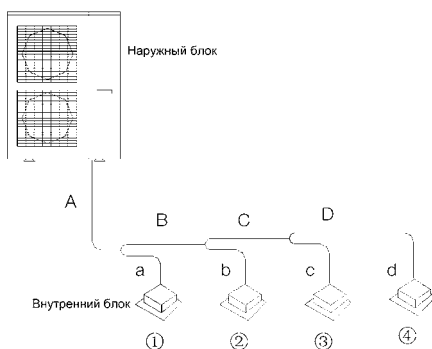 Наружный блок
A
B C D
a b c d
Внутренний блок
① ② ③ ④